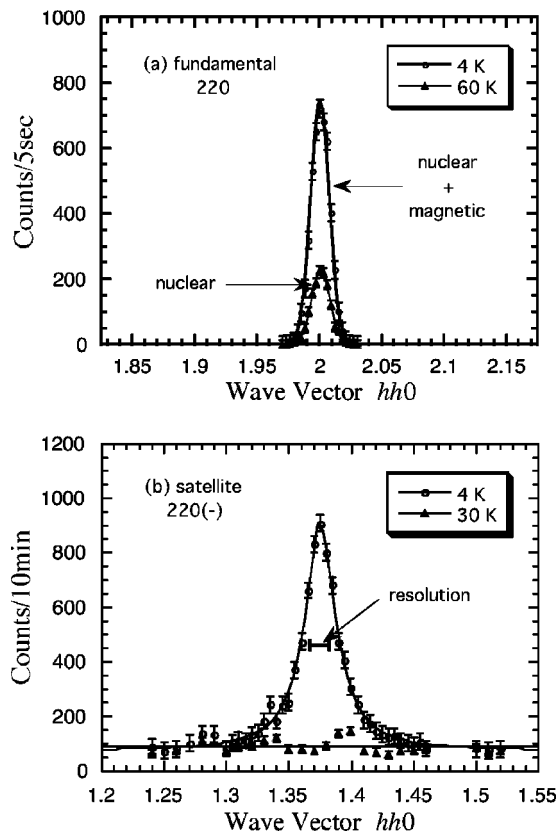 1000
800
600
400
200
0
Counts/5sec
(a) fundamental
220
4 K
60 K
nuclear
+
magnetic
nuclear
1.85 1.9 1.95 2 2.05 2.1 2.15
Wave Vector hh0
1200
1000
800
600
400
200
0
Counts/10min
(b) satellite
220(-)
4 K
30 K
resolution
1.2 1.25 1.3 1.35 1.4 1.45 1.5 1.55
Wave Vector hh0